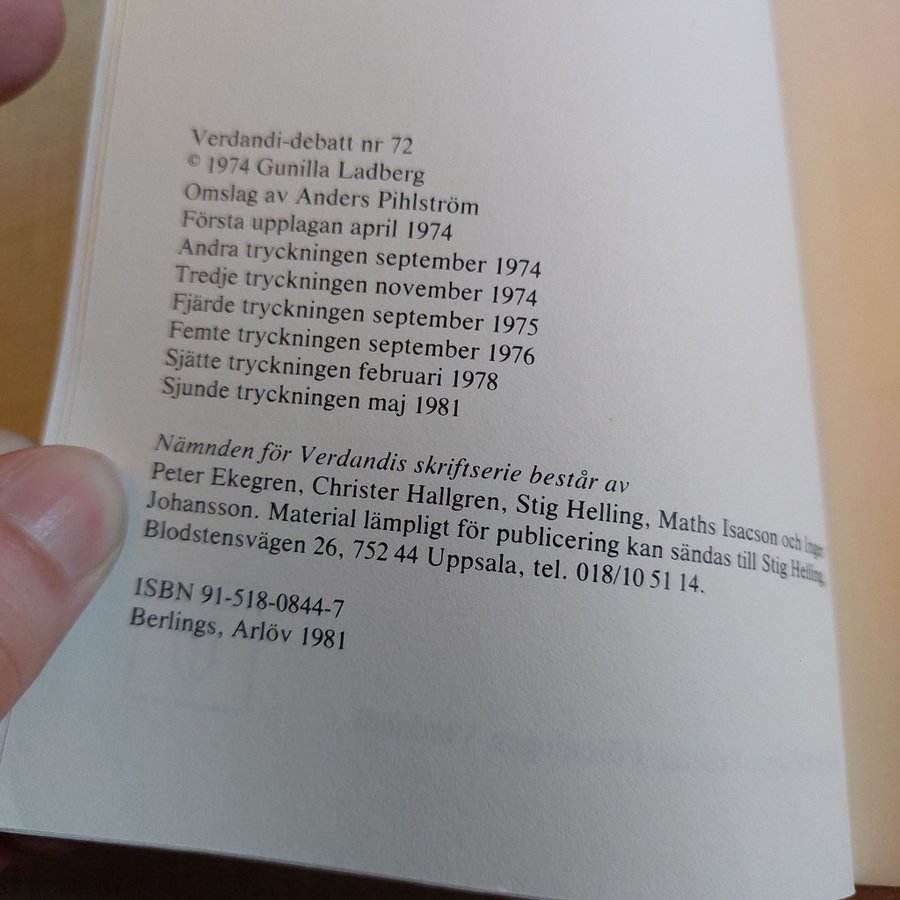 Verdandi-debatt nr 72
© 1974 Gunilla Ladberg
Omslag av Anders Pihlström
Första upplagan april 1974
Andra tryckningen september 1974
Tredje tryckningen november 1974
Fjärde tryckningen september 1975
Femte tryckningen september 1976
Sjätte tryckningen februari 1978
Sjunde tryckningen maj 1981
Nämnden för Verdandis skriftserie består av
Peter Ekegren, Christer Hallgren, Stig Helling, Maths Isacson och
Johansson. Material lämpligt för publicering kan sändas till Stig Helling,
Blodstensvägen 26, 752 44 Uppsala, tel. 018/10 51 14.
ISBN 91-518-0844-7
Berlings, Arlöv 1981